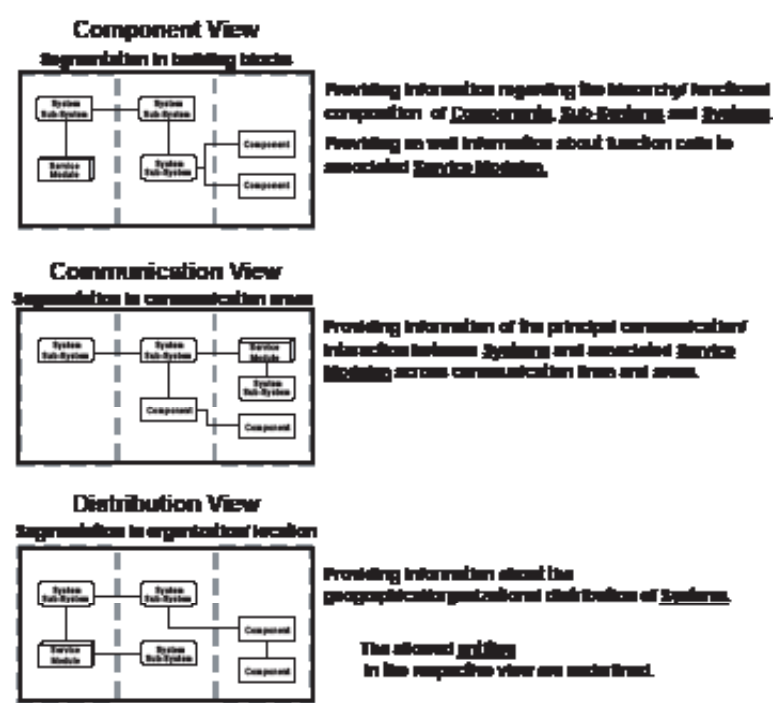 Component View
Segmentation in building blocks
System
Sub-System
System
Sub-System
Service
Module
System
Sub-System
Component
Component
Providing information regarding the hierarchy/ functional
composition of Components, Sub-Systems and Systems.
Providing as well information about function calls to
associated Service Modules.
Communication View
Segmentation in communication areas
System
Sub-System
System
Sub-System
Service
Module
System
Sub-System
Component
Component
Providing information of the principal communication/
interaction between Systems and associated Service
Modules across communication lines and areas.
Distribution View
Segmentation in organization/ location
System
Sub-System
System
Sub-System
Service
Module
System
Sub-System
Component
Component
Providing information about the
geographical/organizational distribution of Systems.
The allowed entities
in the respective view are underlined.